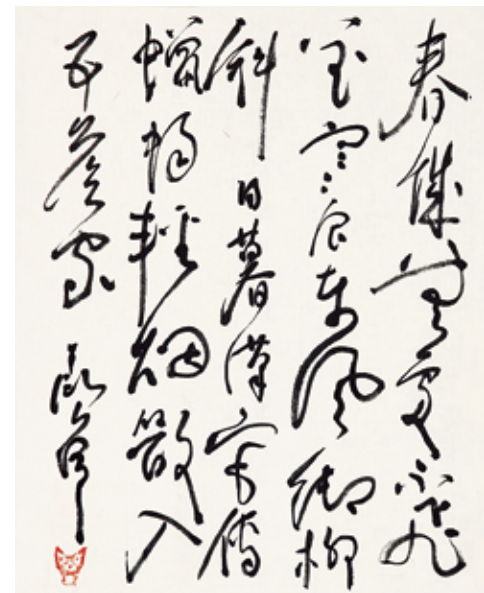 春城無處不飛
花寒食東風御柳
斜 日暮漢宮傳
蠟燭輕烟散入
五侯家